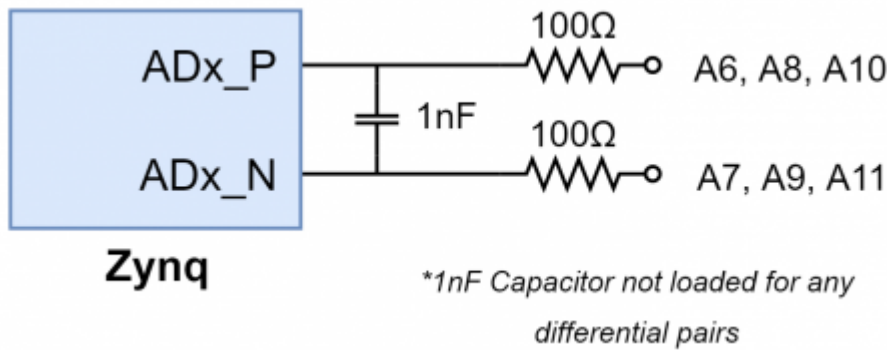 100Ω
ADx_P
A6, A8, A10
1nF
100Ω
ADx_N
A7, A9, A11
Zynq
*1nF Capacitor not loaded for any
differential pairs